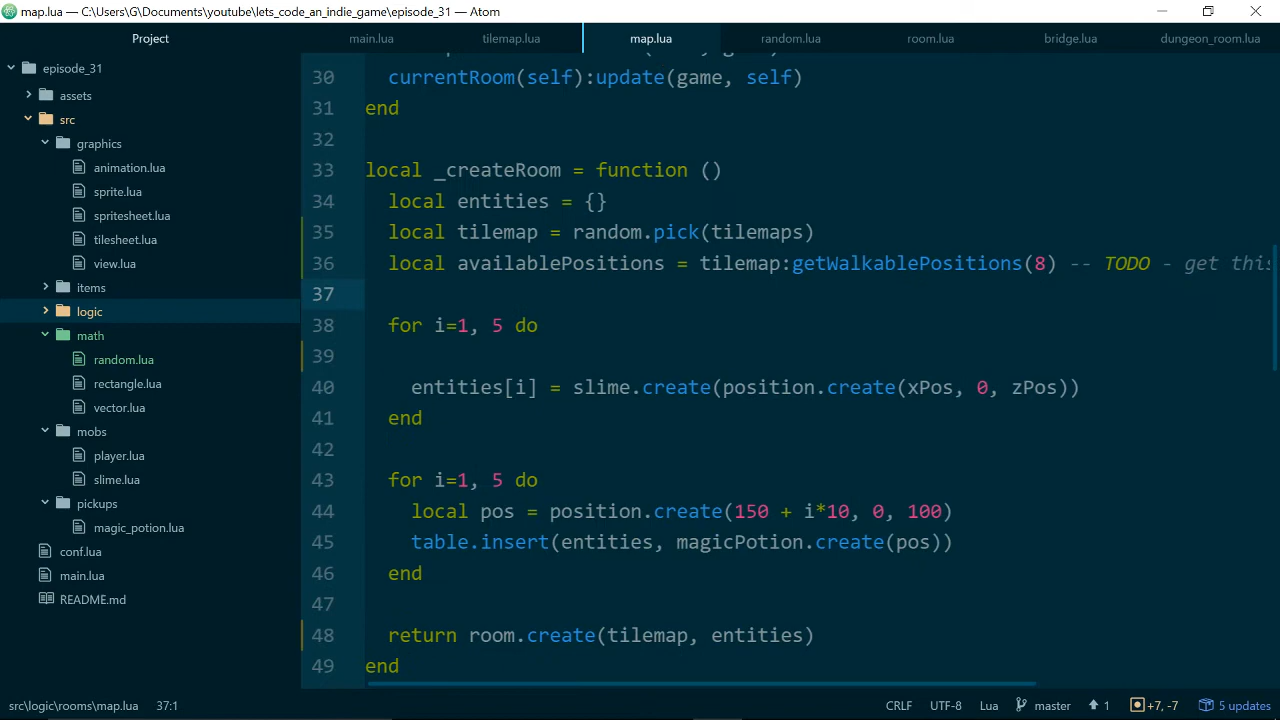 map.lua — C:\Users\G\Documents\youtube\lets_code_an_indie_game\episode_31 — Atom
Project
main.lua
tilemap.lua
map.lua
random.lua
room.lua
bridge.lua
dungeon_room.lua
episode_31
assets
src
graphics
animation.lua
sprite.lua
spritesheet.lua
tilesheet.lua
view.lua
items
logic
math
random.lua
rectangle.lua
vector.lua
mobs
player.lua
slime.lua
pickups
magic_potion.lua
conf.lua
main.lua
README.md
30 currentRoom(self):update(game, self)
31 end
32
33 local _createRoom = function ()
34 local entities = {}
35 local tilemap = random.pick(tilemaps)
36 local availablePositions = tilemap:getWalkablePositions(8) -- TODO - get this
37
38 for i=1, 5 do
39
40 entities[i] = slime.create(position.create(xPos, 0, zPos))
41 end
42
43 for i=1, 5 do
44 local pos = position.create(150 + i*10, 0, 100)
45 table.insert(entities, magicPotion.create(pos))
46 end
47
48 return room.create(tilemap, entities)
49 end
src\logic\rooms\map.lua 37:1
CRLF UTF-8 Lua master 1 +7, -7 5 updates